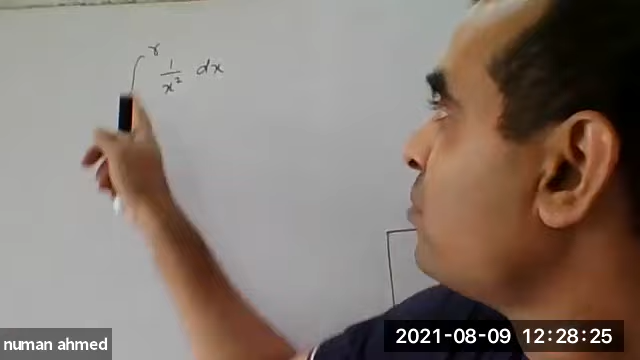 ∫ r 1/x² dx
numan ahmed
2021-08-09 12:28:25